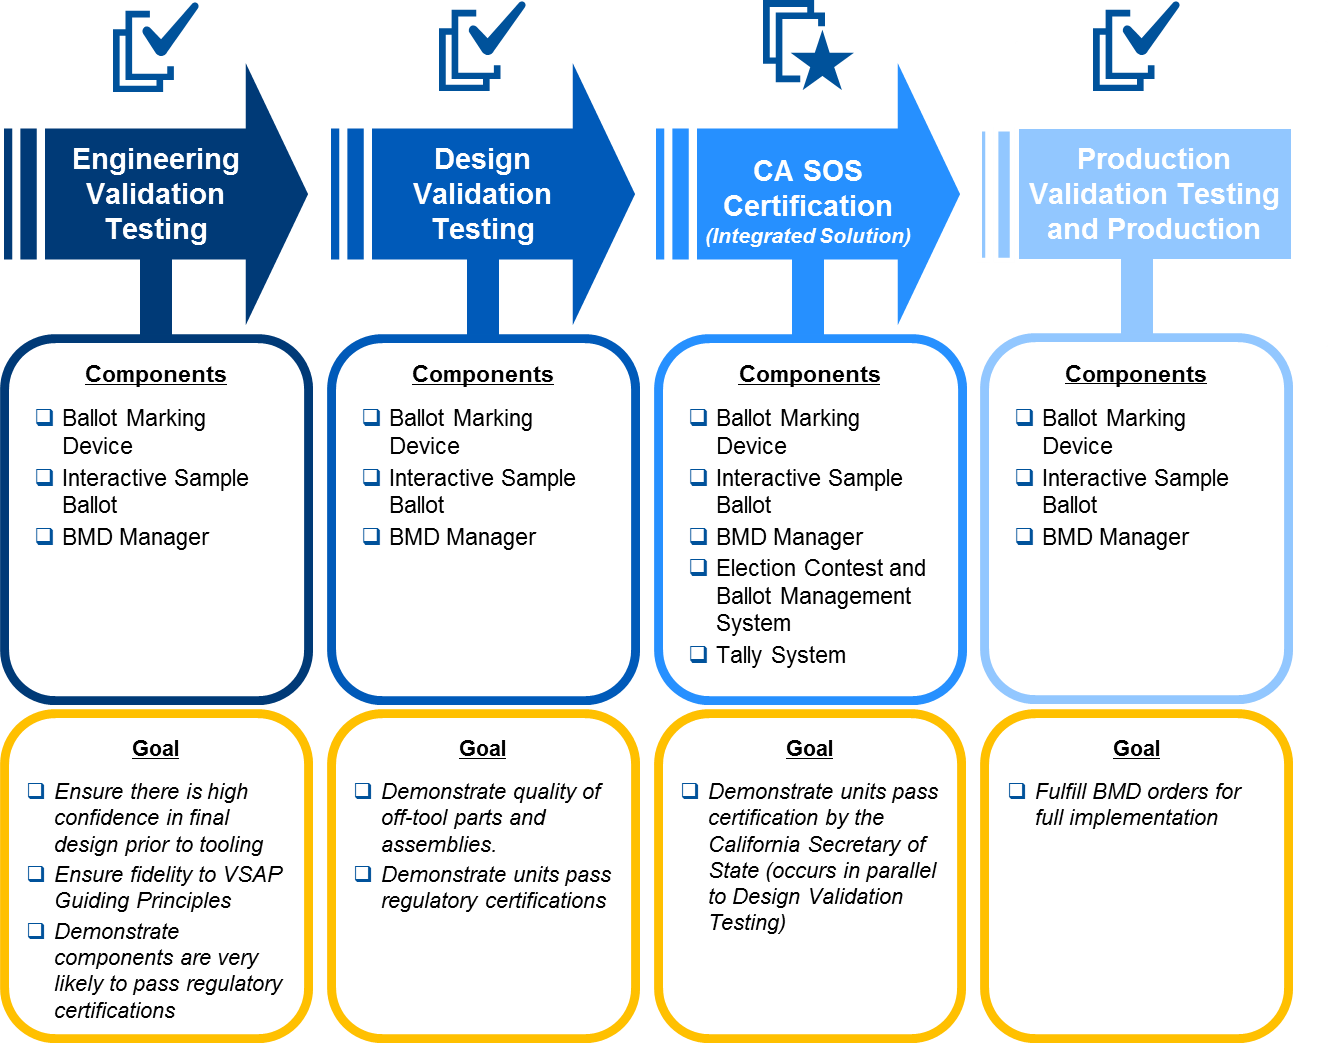 Engineering
Validation
Testing
Components
❑ Ballot Marking
Device
❑ Interactive Sample
Ballot
❑ BMD Manager
Goal
❑ Ensure there is high
confidence in final
design prior to tooling
❑ Ensure fidelity to VSAP
Guiding Principles
❑ Demonstrate
components are very
likely to pass regulatory
certifications
Design
Validation
Testing
Components
❑ Ballot Marking
Device
❑ Interactive Sample
Ballot
❑ BMD Manager
Goal
❑ Demonstrate quality of
off-tool parts and
assemblies.
❑ Demonstrate units pass
regulatory certifications
CA SOS
Certification
(Integrated Solution)
Components
❑ Ballot Marking
Device
❑ Interactive Sample
Ballot
❑ BMD Manager
❑ Election Contest and
Ballot Management
System
❑ Tally System
Goal
❑ Demonstrate units pass
certification by the
California Secretary of
State (occurs in parallel
to Design Validation
Testing)
Production
Validation Testing
and Production
Components
❑ Ballot Marking
Device
❑ Interactive Sample
Ballot
❑ BMD Manager
Goal
❑ Fulfill BMD orders for
full implementation